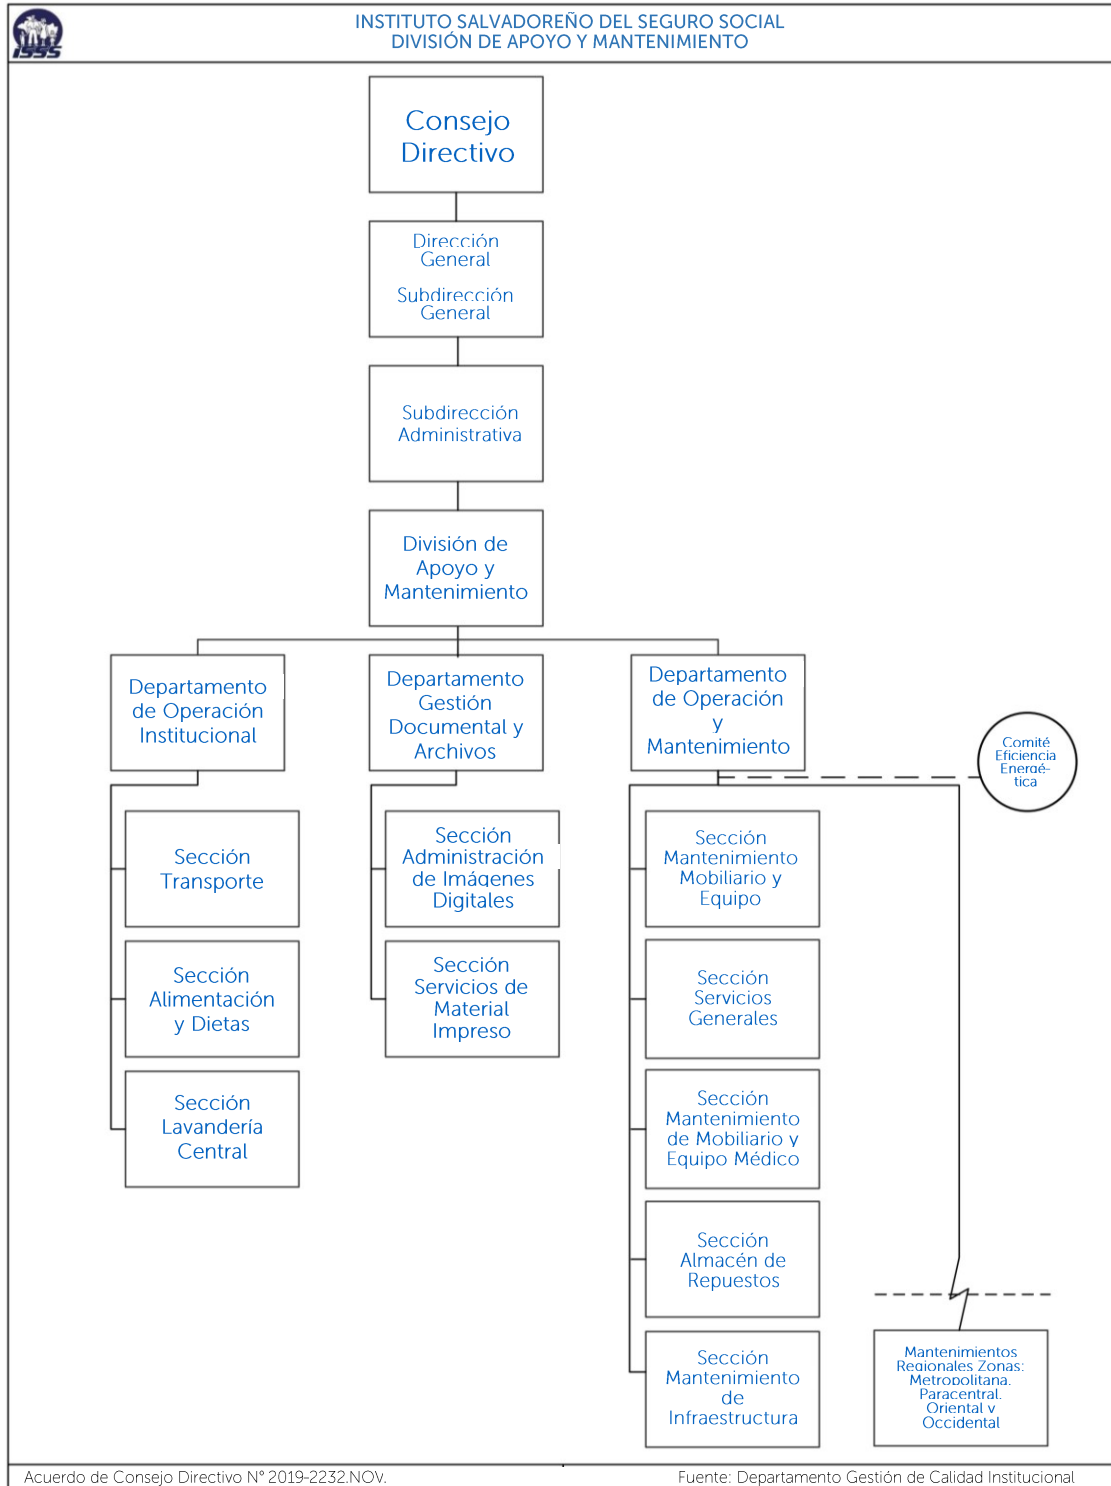 ISSS
INSTITUTO SALVADOREÑO DEL SEGURO SOCIAL
DIVISIÓN DE APOYO Y MANTENIMIENTO
Consejo
Directivo
Dirección
General
Subdirección
General
Subdirección
Administrativa
División de
Apoyo y
Mantenimiento
Departamento
de Operación
Institucional
Departamento
Gestión
Documental y
Archivos
Departamento
de Operación
y
Mantenimiento
Comité
Eficiencia
Energé-
tica
Sección
Transporte
Sección
Alimentación
y Dietas
Sección
Lavandería
Central
Sección
Administración
de Imágenes
Digitales
Sección
Servicios de
Material
Impreso
Sección
Mantenimiento
Mobiliario y
Equipo
Sección
Servicios
Generales
Sección
Mantenimiento
de Mobiliario y
Equipo Médico
Sección
Almacén de
Repuestos
Sección
Mantenimiento
de
Infraestructura
Mantenimientos
Regionales Zonas:
Metropolitana,
Paracentral,
Oriental y
Occidental
Acuerdo de Consejo Directivo N° 2019-2232.NOV.
Fuente: Departamento Gestión de Calidad Institucional